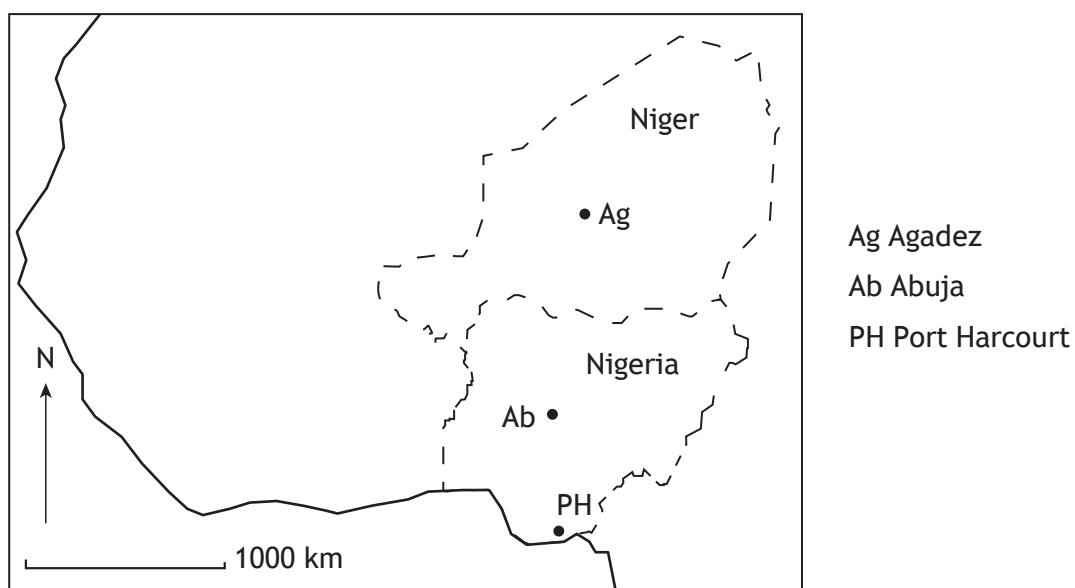 Niger
Ag
Ag Agadez
Ab Abuja
PH Port Harcourt
N
Nigeria
Ab
PH
1000 km